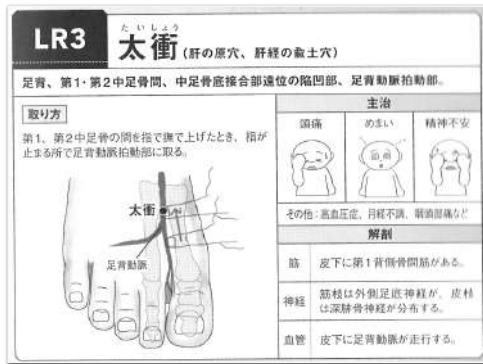 LR3
たいしょう
太衝(肝の原穴、肝経の兪土穴)
足背、第1・第2中足骨間、中足骨底接合部遠位の陥凹部、足背動脈拍動部。
取り方
第1、第2中足骨の間を指で撫で上げたとき、指が
止まる所で足背動脈拍動部に取る。
太衝
足背動脈
主治
頭痛 めまい 精神不安
その他:高血圧症、月経不調、咽頭部痛など
解剖
筋 皮下に第1背側骨間筋がある。
神経 筋枝は外側足底神経が、皮枝
は深腓骨神経が分布する。
血管 皮下に足背動脈が走行する。